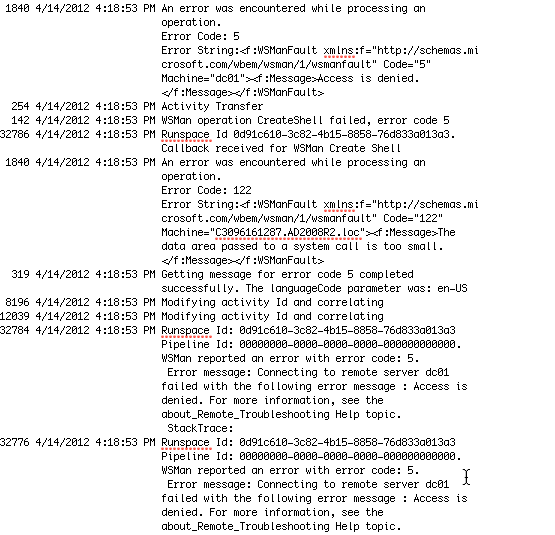 1840 4/14/2012 4:18:53 PM An error was encountered while processing an
operation.
Error Code: 5
Error String:<f:WSManFault xmlns:f="http://schemas.mi
crosoft.com/wbem/wsman/1/wsmanfault" Code="5"
Machine="dc01"><f:Message>Access is denied.
</f:Message></f:WSManFault>
254 4/14/2012 4:18:53 PM Activity Transfer
142 4/14/2012 4:18:53 PM WSMan operation CreateShell failed, error code 5
32786 4/14/2012 4:18:53 PM Runspace Id 0d91c610-3c82-4b15-8858-76d833a013a3.
Callback received for WSMan Create Shell
1840 4/14/2012 4:18:53 PM An error was encountered while processing an
operation.
Error Code: 122
Error String:<f:WSManFault xmlns:f="http://schemas.mi
crosoft.com/wbem/wsman/1/wsmanfault" Code="122"
Machine="C3096161287.AD2008R2.loc"><f:Message>The
data area passed to a system call is too small.
</f:Message></f:WSManFault>
319 4/14/2012 4:18:53 PM Getting message for error code 5 completed
successfully. The languageCode parameter was: en-US
8196 4/14/2012 4:18:53 PM Modifying activity Id and correlating
12039 4/14/2012 4:18:53 PM Modifying activity Id and correlating
32784 4/14/2012 4:18:53 PM Runspace Id: 0d91c610-3c82-4b15-8858-76d833a013a3
Pipeline Id: 00000000-0000-0000-0000-000000000000.
WSMan reported an error with error code: 5.
Error message: Connecting to remote server dc01
failed with the following error message : Access is
denied. For more information, see the
about_Remote_Troubleshooting Help topic.
StackTrace:
32776 4/14/2012 4:18:53 PM Runspace Id: 0d91c610-3c82-4b15-8858-76d833a013a3
Pipeline Id: 00000000-0000-0000-0000-000000000000.
WSMan reported an error with error code: 5.
Error message: Connecting to remote server dc01
failed with the following error message : Access is
denied. For more information, see the
about_Remote_Troubleshooting Help topic.